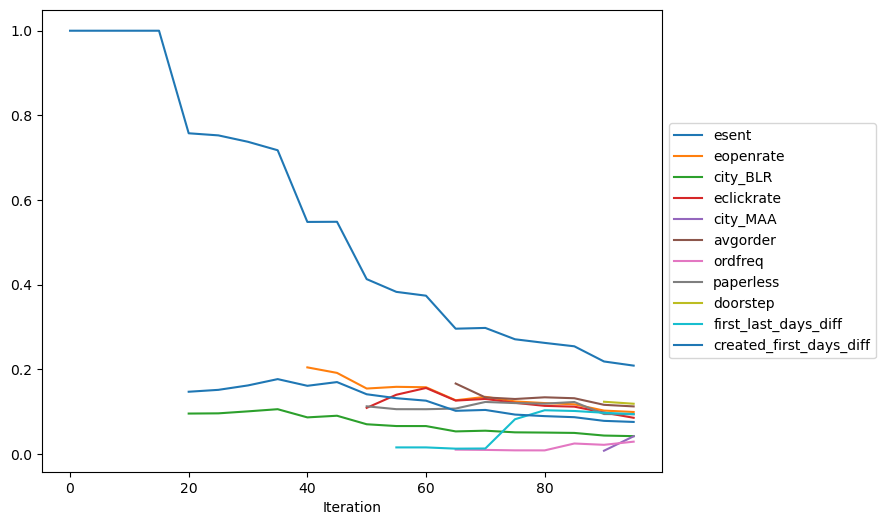 1.0
0.8
0.6
0.4
0.2
0.0
0
20
40
60
80
Iteration
esent
eopenrate
city_BLR
eclickrate
city_MAA
avgorder
ordfreq
paperless
doorstep
first_last_days_diff
created_first_days_diff